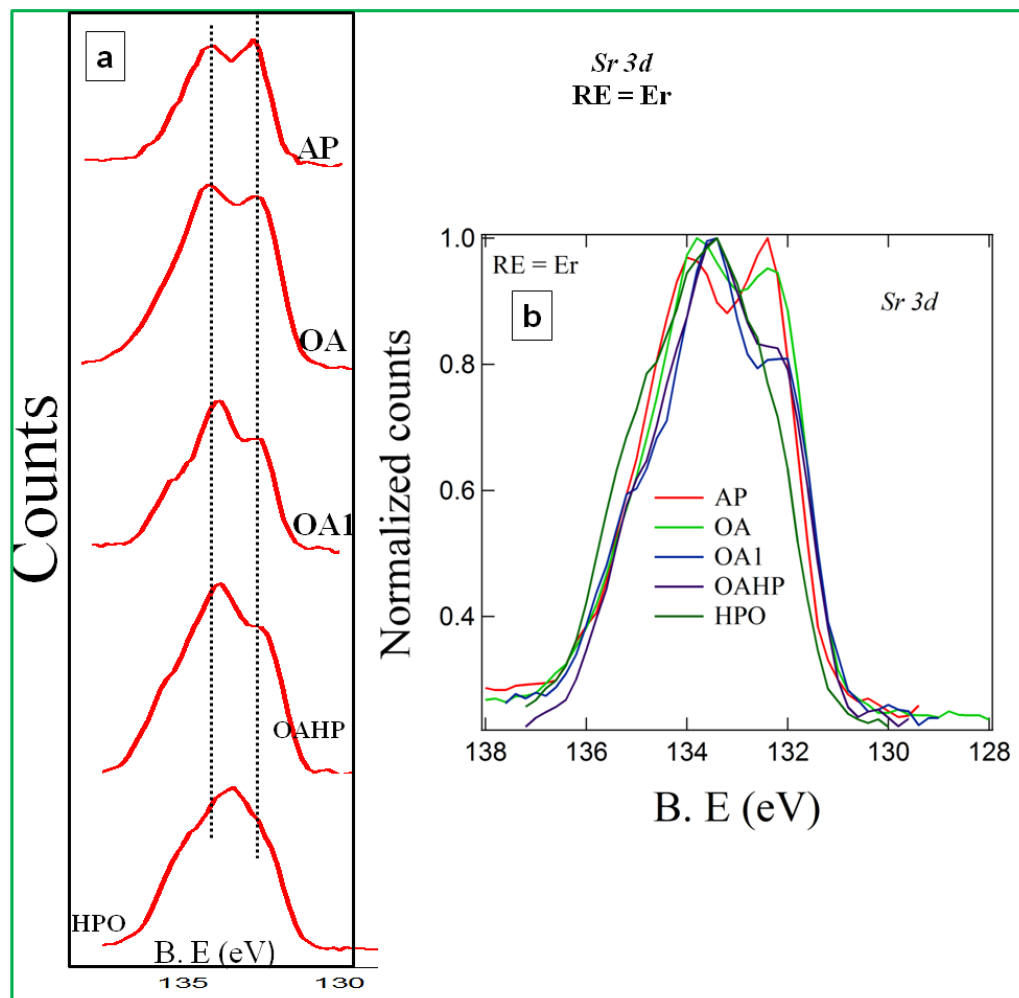 a
Counts
AP
OA
OA1
OAHP
HPO
B. E (eV)
135 130
Sr 3d
RE = Er
RE = Er
b
Sr 3d
Normalized counts
1.0
0.8
0.6
0.4
AP
OA
OA1
OAHP
HPO
138 136 134 132 130 128
B. E (eV)